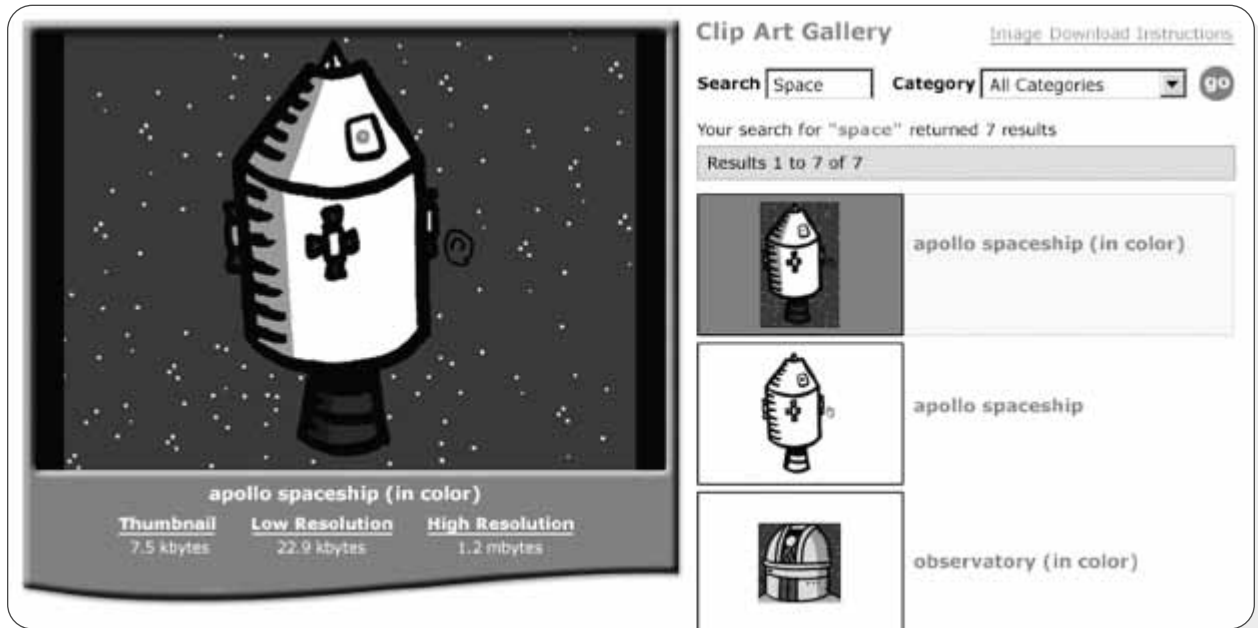 Clip Art Gallery
Image Download Instructions
Search Space Category All Categories go
Your search for "space" returned 7 results
Results 1 to 7 of 7
apollo spaceship (in color)
apollo spaceship
observatory (in color)
apollo spaceship (in color)
Thumbnail Low Resolution High Resolution
7.5 kbytes 22.9 kbytes 1.2 mbytes